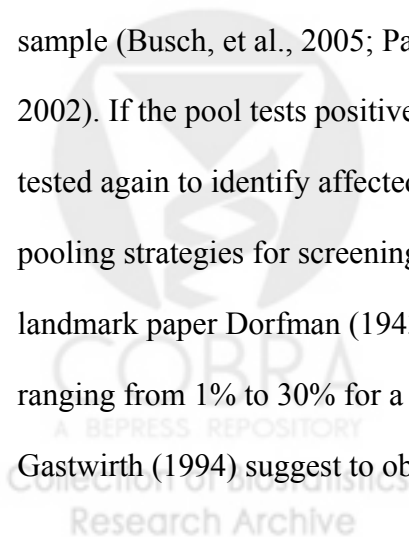 sample (Busch, et al., 2005; Pa
2002). If the pool tests positive
tested again to identify affected
pooling strategies for screening
landmark paper Dorfman (194
ranging from 1% to 30% for a
COBRA
A BEPRESS REPOSITORY
Gastwirth (1994) suggest to ob
Collection of Biostatistics
Research Archive